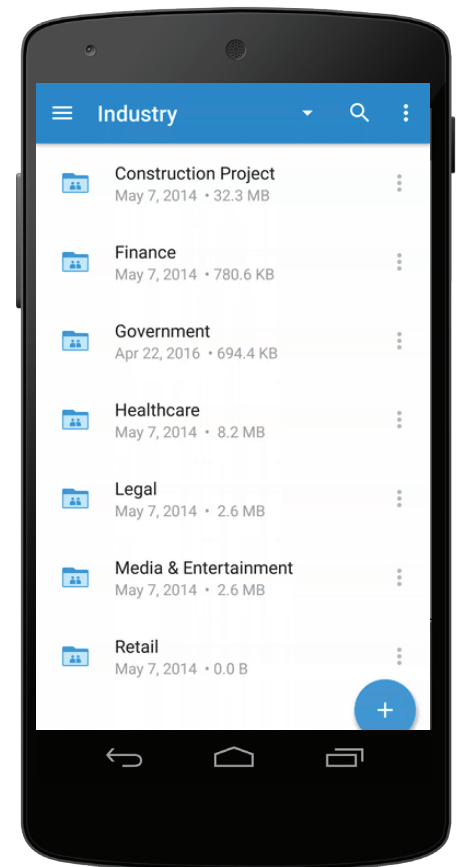 Industry
Construction Project
May 7, 2014 • 32.3 MB
Finance
May 7, 2014 • 780.6 KB
Government
Apr 22, 2016 • 694.4 KB
Healthcare
May 7, 2014 • 8.2 MB
Legal
May 7, 2014 • 2.6 MB
Media & Entertainment
May 7, 2014 • 2.6 MB
Retail
May 7, 2014 • 0.0 B